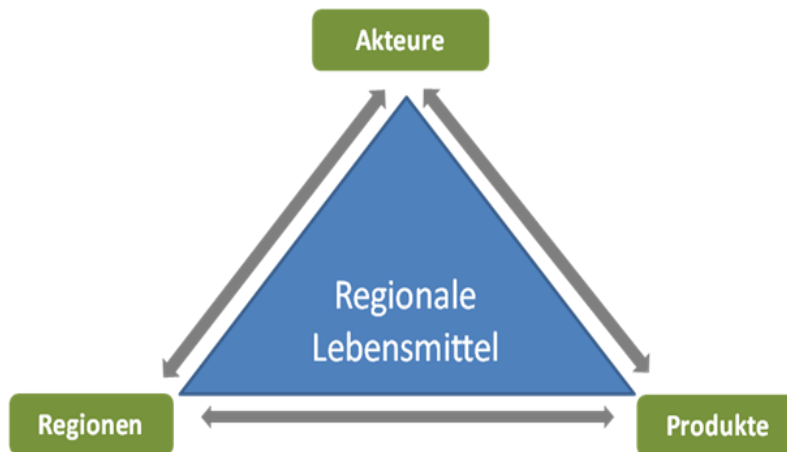 Akteure
Regionale
Lebensmittel
Regionen
Produkte